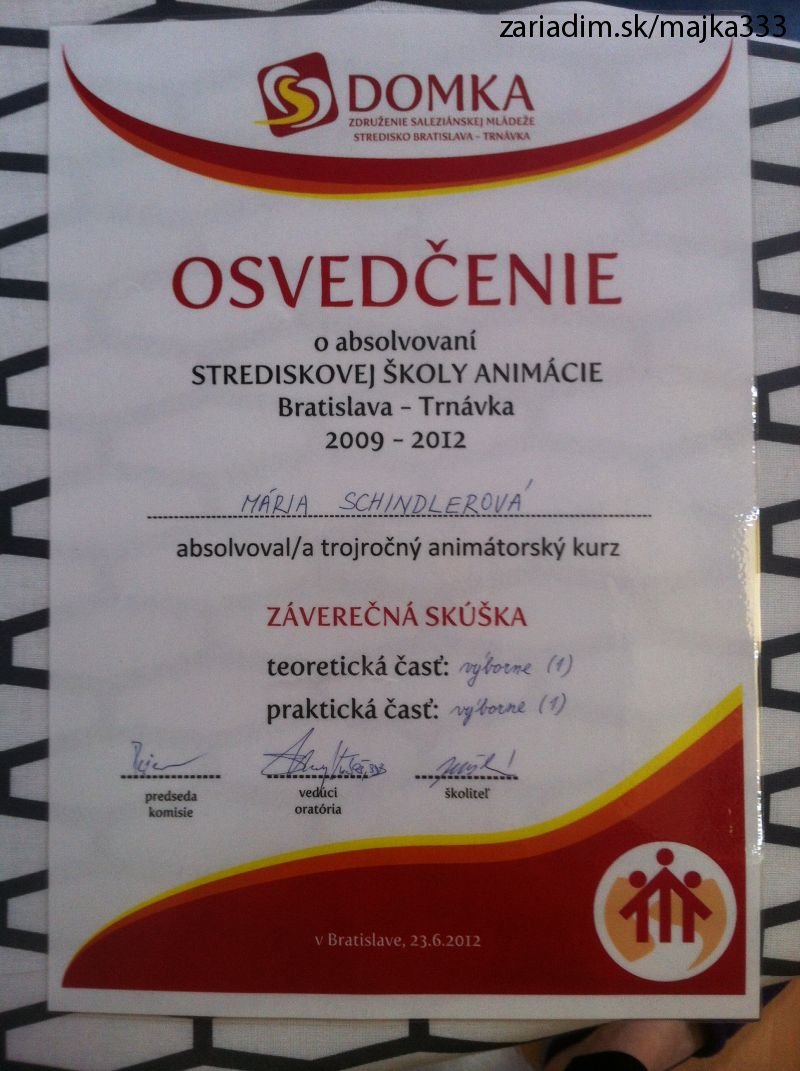 zariadim.sk/majka333
DOMKA
ZDRUŽENIE SALEZIÁNSKEJ MLÁDEŽE
STREDISKO BRATISLAVA – TRNÁVKA
OSVEDČENIE
o absolvovaní
STREDISKOVEJ ŠKOLY ANIMÁCIE
Bratislava – Trnávka
2009 – 2012
MÁRIA SCHINDLEROVÁ
absolvoval/a trojročný animátorský kurz
ZÁVEREČNÁ SKÚŠKA
teoretická časť: výborne (1)
praktická časť: výborne (1)
predseda komisie
vedúci oratória
školiteľ
v Bratislave, 23.6.2012